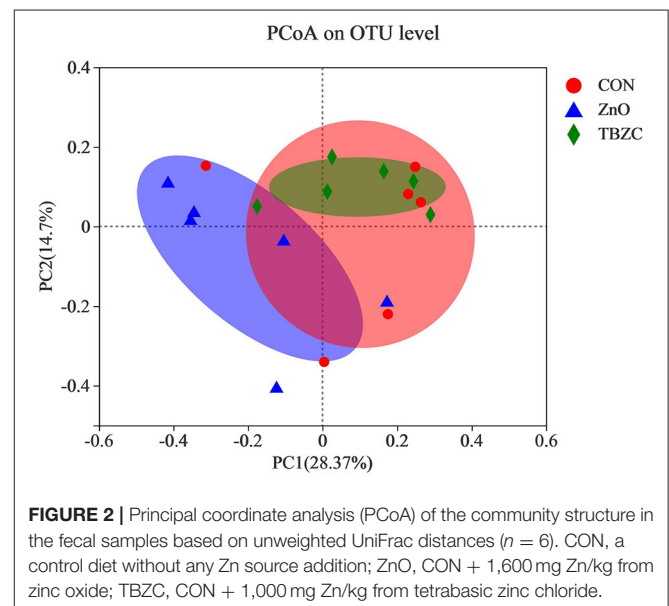 PCoA on OTU level
CON
ZnO
TBZC
0.4
0.2
0
-0.2
-0.4
PC2(14.7%)
-0.6
-0.4
-0.2
0
0.2
0.4
0.6
PC1(28.37%)
FIGURE 2 | Principal coordinate analysis (PCoA) of the community structure in
the fecal samples based on unweighted UniFrac distances (n = 6). CON, a
control diet without any Zn source addition; ZnO, CON + 1,600 mg Zn/kg from
zinc oxide; TBZC, CON + 1,000 mg Zn/kg from tetrabasic zinc chloride.